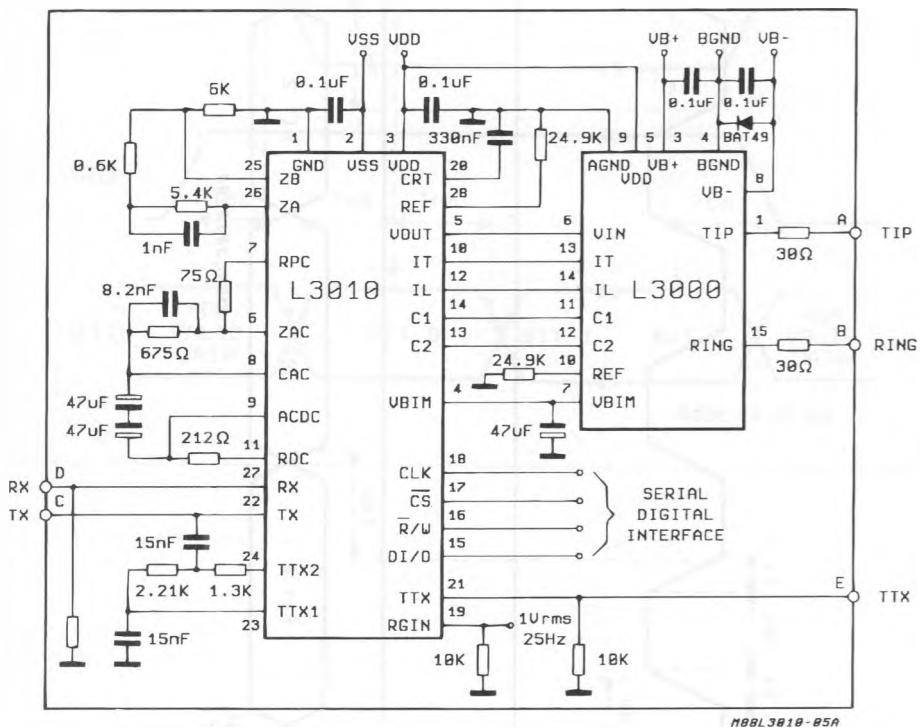 VSS VDD
VB+ BGND VB-
6K
0.1uF
0.1uF
0.1uF 0.1uF
330nF
24.9K
BAT49
1 2 3
9 5 3 4
GND VSS VDD
AGND VDD VB+ BGND
0.6K
25 ZB
CRT 20
VB- 8
26 ZA
REF 28
5.4K
1nF
VOUT 5
6 VIN
TIP 1
A TIP
30Ω
7 RPC
IT 10
13 IT
75Ω
8.2nF
L3010
IL 12
14 IL
L3000
6 ZAC
C1 14
11 C1
675Ω
C2 13
12 C2
RING 15
B RING
30Ω
8 CAC
24.9K
10 REF
47uF
9 ACDC
VBIM 4
7 VBIM
47uF
212Ω
11 RDC
47uF
RX D
27 RX
CLK 18
TX C
22 TX
CS 17
SERIAL
DIGITAL
INTERFACE
R/W 16
15nF
24 TTX2
DI/O 15
2.21K 1.3K
TTX 21
E TTX
TTX1
23
RGIN 19
1Vrms
25Hz
15nF
10K
10K
M88L3010-05A